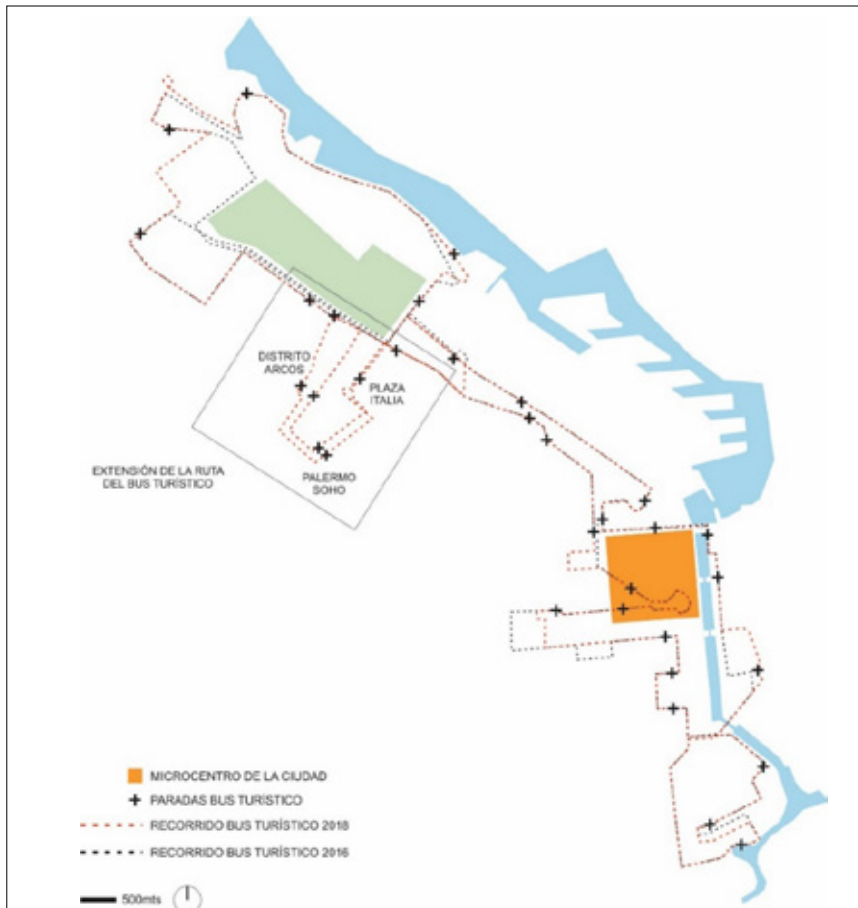 DISTRITO
ARCOS
PLAZA
ITALIA
EXTENSIÓN DE LA RUTA
DEL BUS TURÍSTICO
PALERMO
SOHO
MICROCENTRO DE LA CIUDAD
PARADAS BUS TURÍSTICO
RECORRIDO BUS TURÍSTICO 2018
RECORRIDO BUS TURÍSTICO 2016
500mts